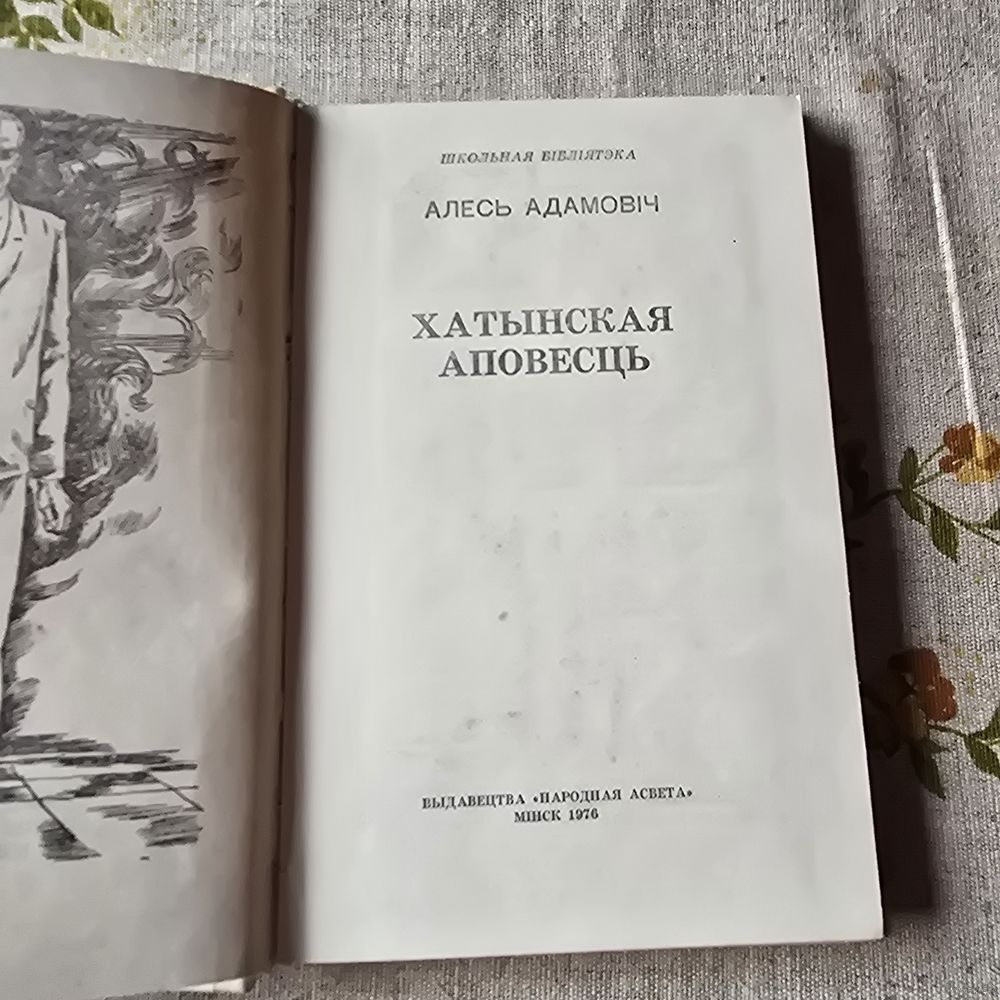 ШКОЛЬНАЯ БІБЛІЯТЭКА
АЛЕСЬ АДАМОВІЧ
ХАТЫНСКАЯ
АПОВЕСЦЬ
ВЫДАВЕЦТВА «НАРОДНАЯ АСВЕТА»
МІНСК 1976